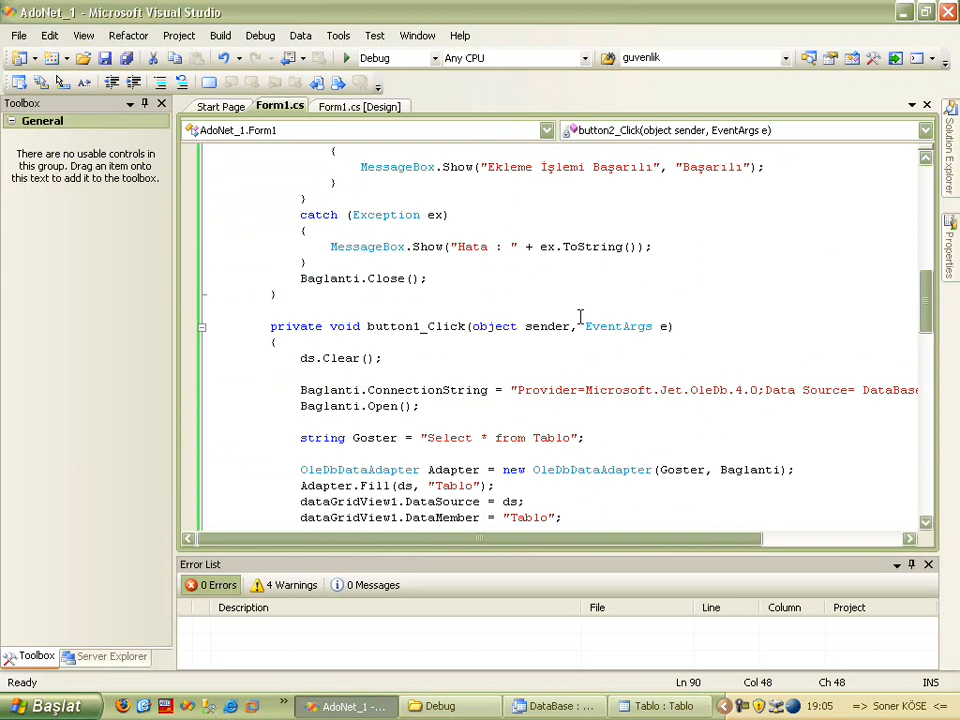 AdoNet_1 - Microsoft Visual Studio
File Edit View Refactor Project Build Debug Data Tools Test Window Help
Debug Any CPU guvenlik
Toolbox
General
There are no usable controls in
this group. Drag an item onto
this text to add it to the toolbox.
Start Page Form1.cs Form1.cs [Design]
AdoNet_1.Form1 button2_Click(object sender, EventArgs e)
{
MessageBox.Show("Ekleme İşlemi Başarılı", "Başarılı");
}
}
catch (Exception ex)
{
MessageBox.Show("Hata : " + ex.ToString());
}
Baglanti.Close();
}
private void button1_Click(object sender, EventArgs e)
{
ds.Clear();
Baglanti.ConnectionString = "Provider=Microsoft.Jet.OleDb.4.0;Data Source= DataBase
Baglanti.Open();
string Goster = "Select * from Tablo";
OleDbDataAdapter Adapter = new OleDbDataAdapter(Goster, Baglanti);
Adapter.Fill(ds, "Tablo");
dataGridView1.DataSource = ds;
dataGridView1.DataMember = "Tablo";
Solution Explorer
Properties
Error List
0 Errors 4 Warnings 0 Messages
Description File Line Column Project
Toolbox Server Explorer
Ready Ln 90 Col 48 Ch 48 INS
Başlat AdoNet_1 -... Debug DataBase : ... Tablo : Tablo 19:05 => Soner KÖSE <=